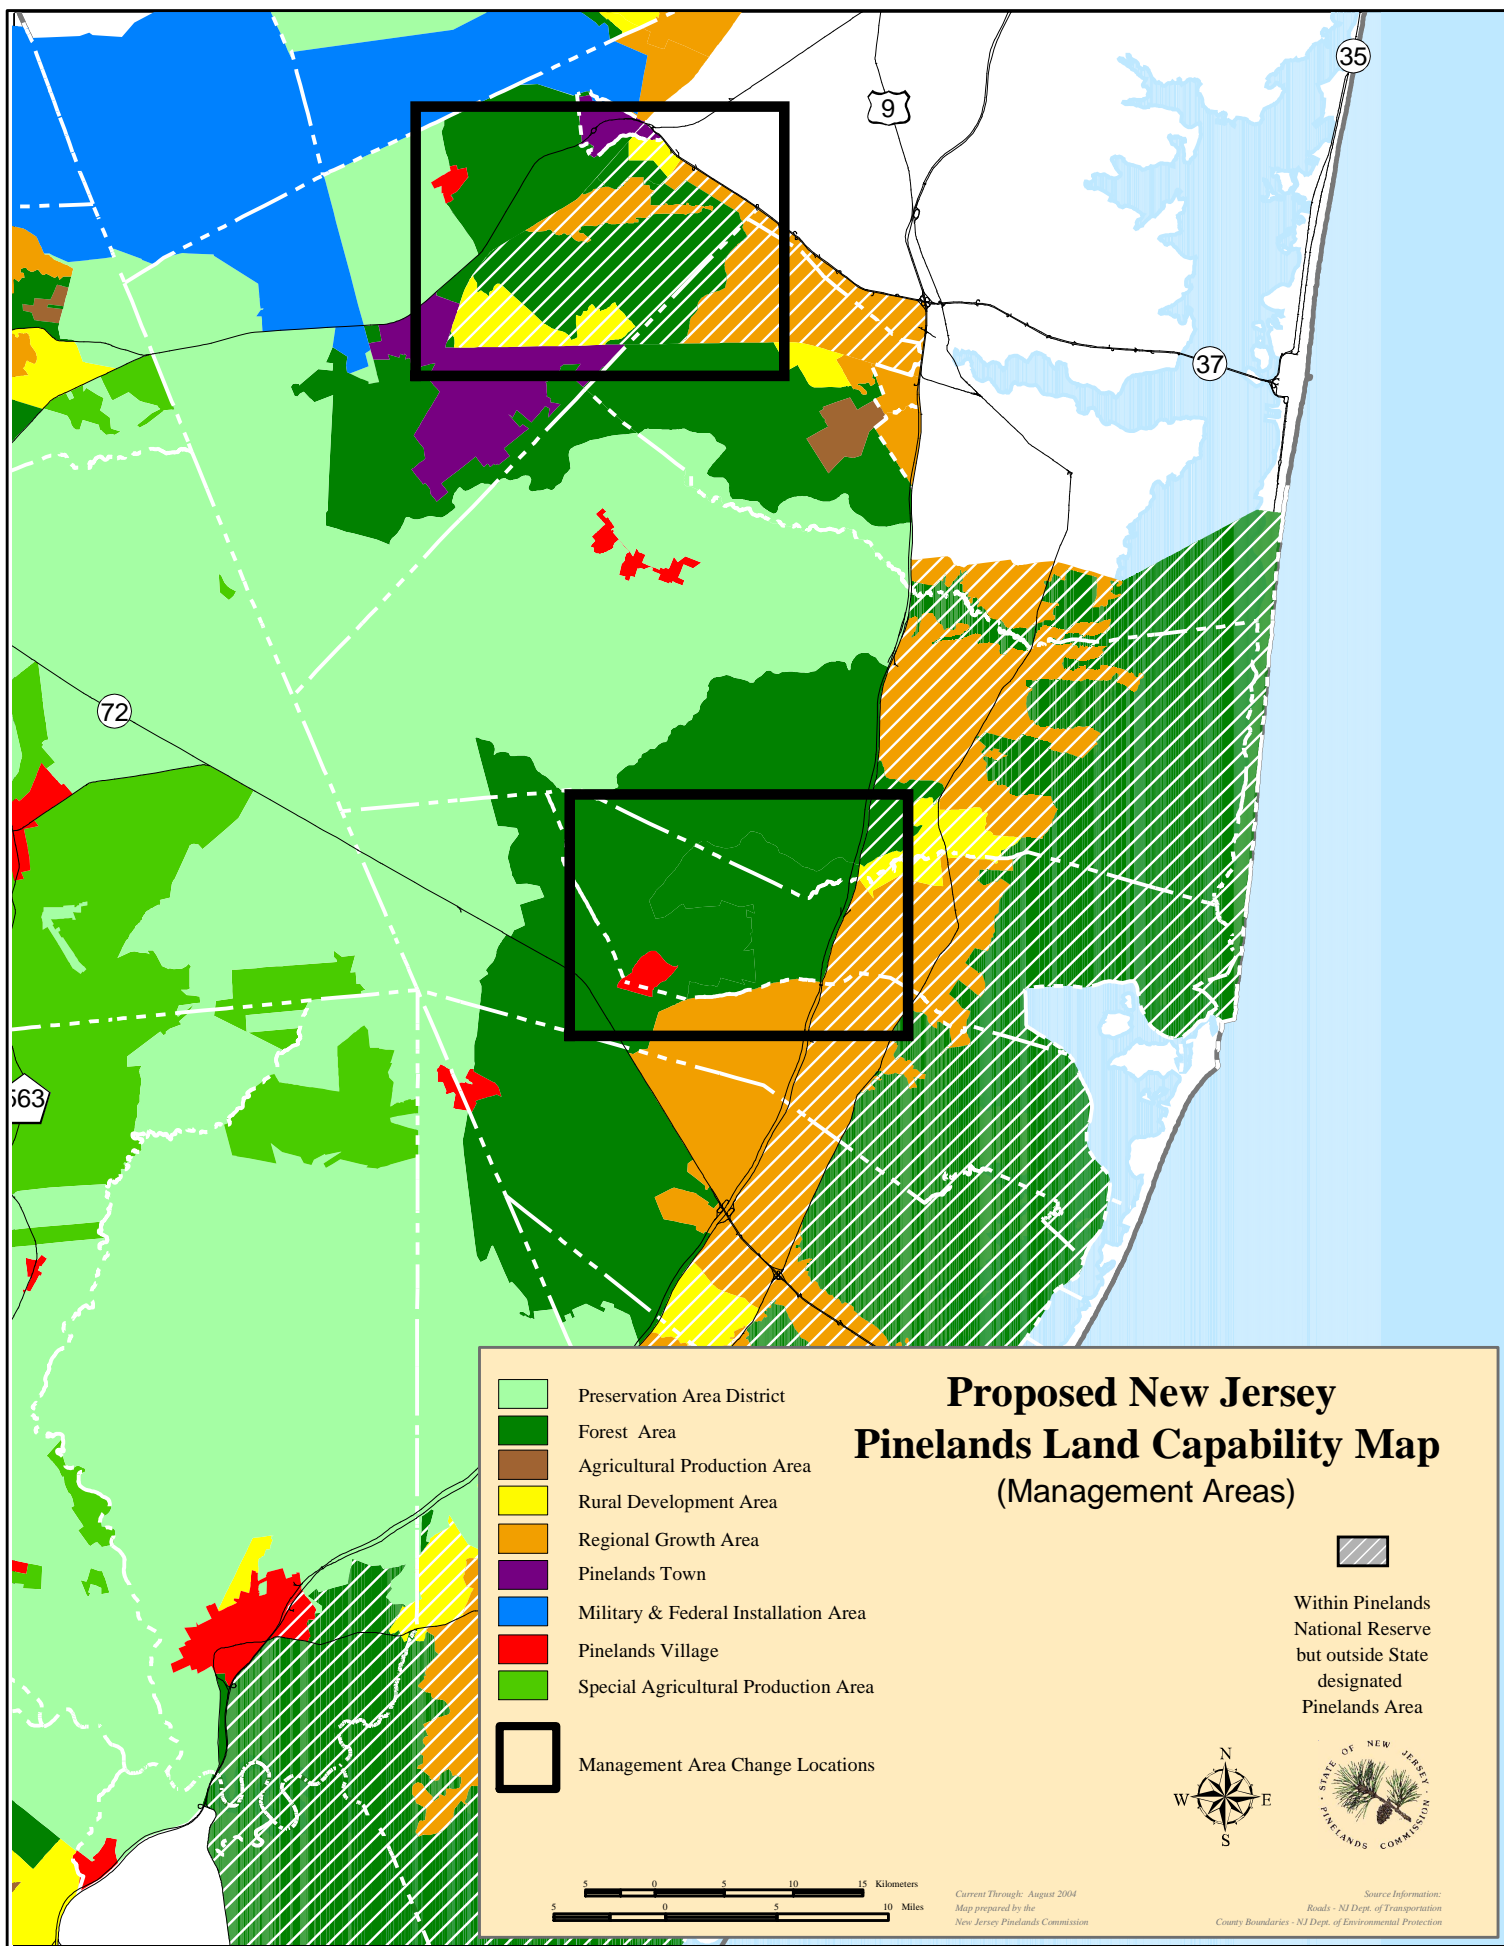 35
9
37
72
563
Proposed New Jersey
Pinelands Land Capability Map
(Management Areas)
Preservation Area District
Forest Area
Agricultural Production Area
Rural Development Area
Regional Growth Area
Pinelands Town
Military & Federal Installation Area
Pinelands Village
Special Agricultural Production Area
Management Area Change Locations
Within Pinelands
National Reserve
but outside State
designated
Pinelands Area
N
W E
S
STATE OF NEW JERSEY
PINELANDS COMMISSION
5 0 5 10 15 Kilometers
5 0 5 10 Miles
Current Through: August 2004
Map prepared by the
New Jersey Pinelands Commission
Source Information:
Roads - NJ Dept. of Transportation
County Boundaries - NJ Dept. of Environmental Protection